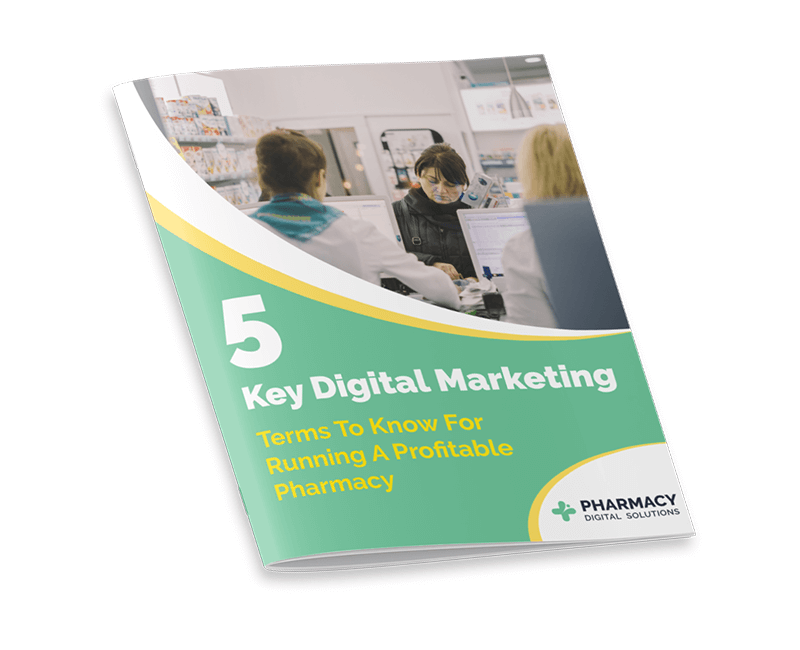 5
Key Digital Marketing
Terms To Know For
Running A Profitable
Pharmacy
PHARMACY
DIGITAL SOLUTIONS